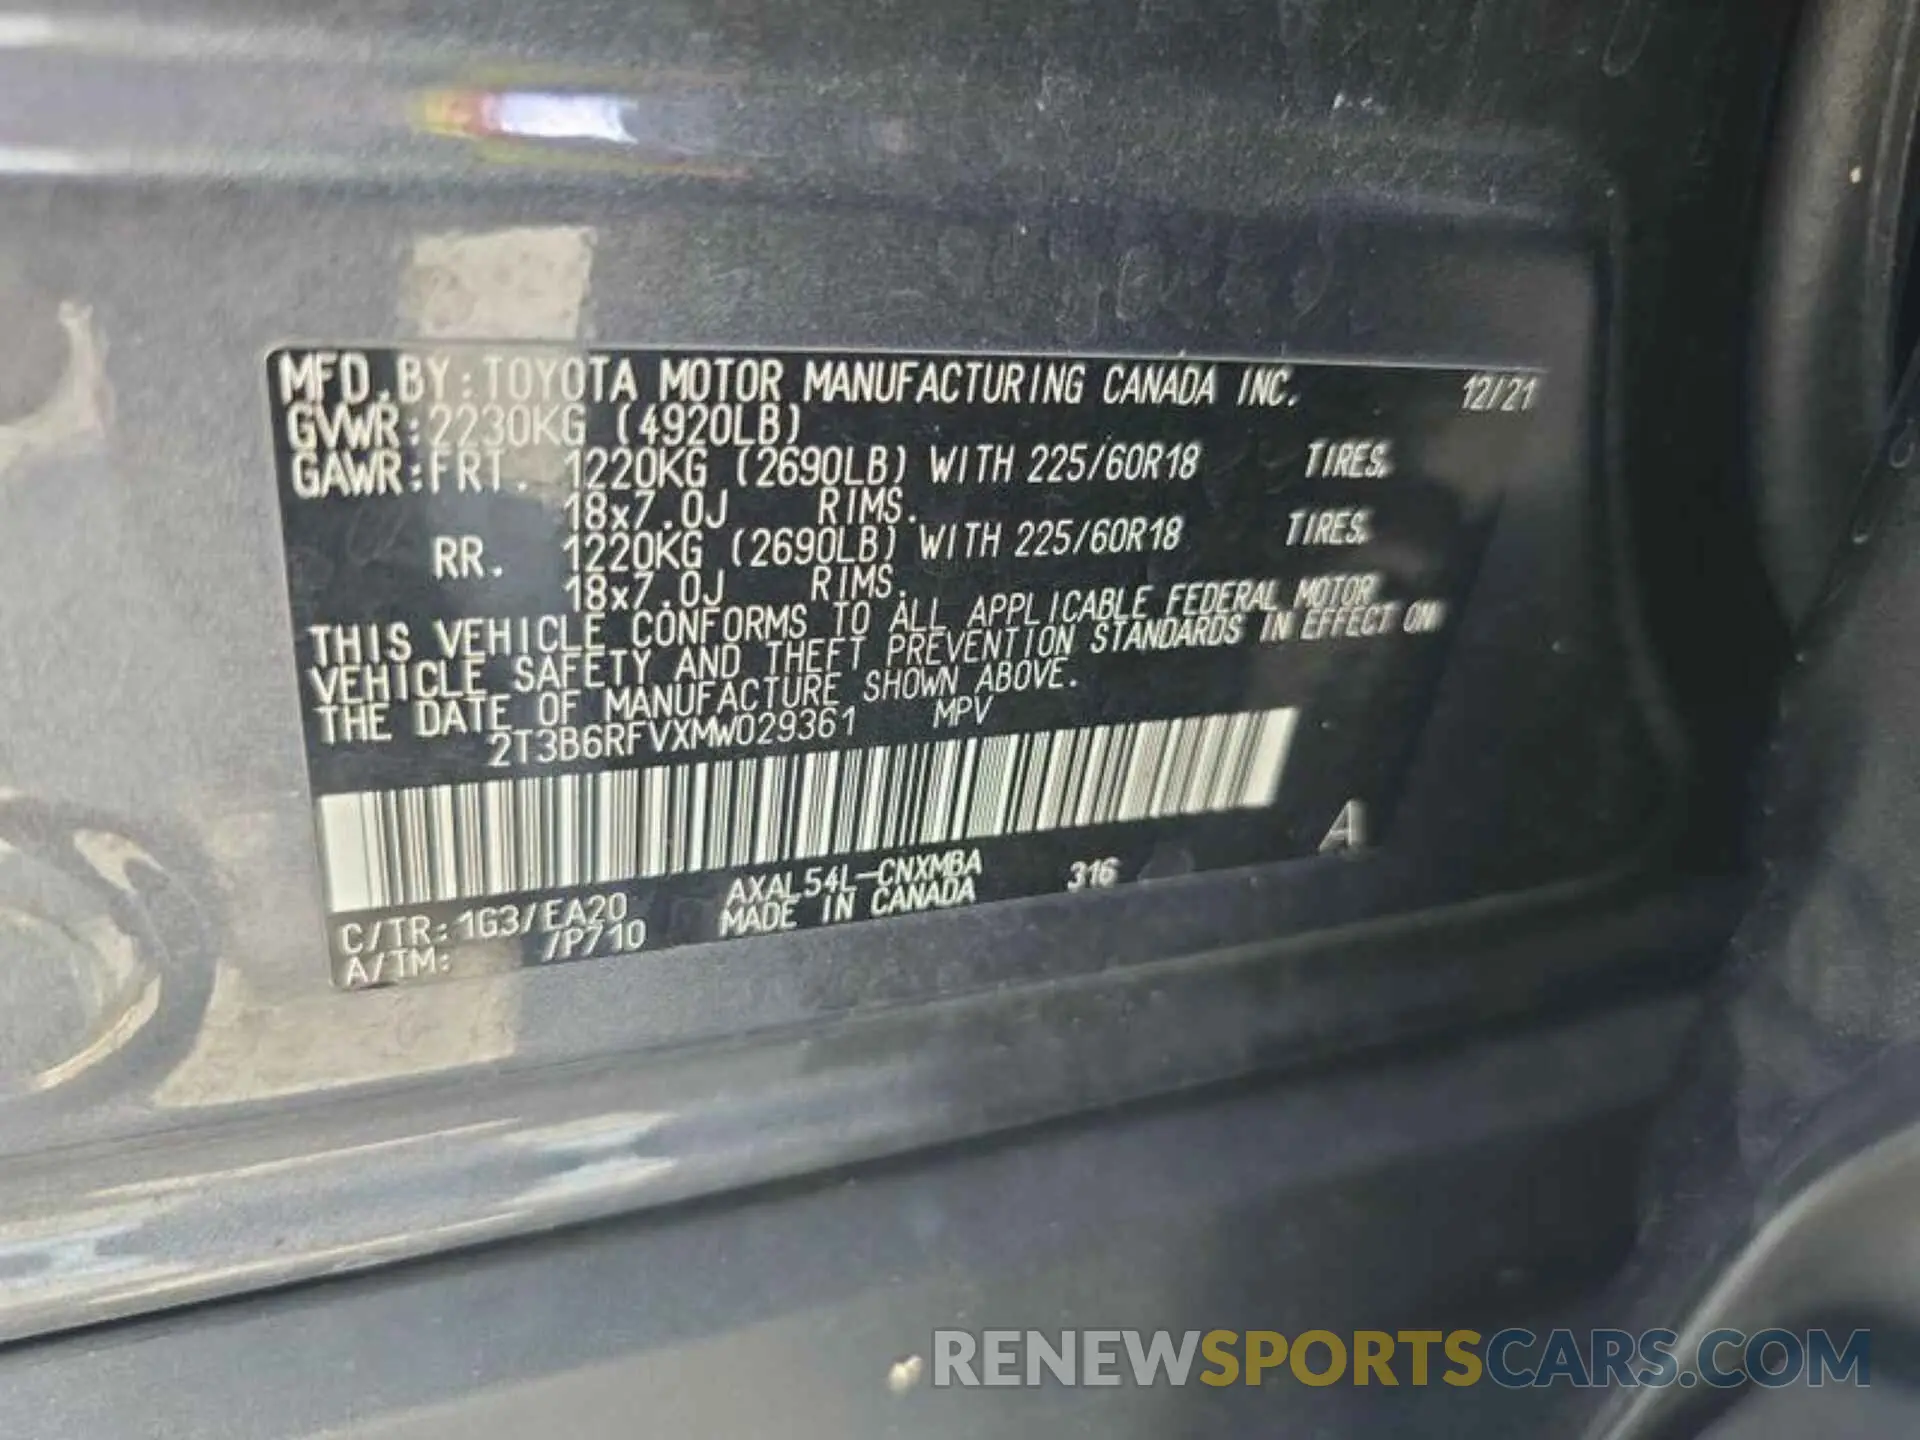 MFD.BY:TOYOTA MOTOR MANUFACTURING CANADA INC. 12/21
GVWR:2230KG (4920LB)
GAWR:FRT. 1220KG (2690LB) WITH 225/60R18 TIRES,
18x7.0J RIMS.
RR. 1220KG (2690LB) WITH 225/60R18 TIRES,
18x7.0J RIMS.
THIS VEHICLE CONFORMS TO ALL APPLICABLE FEDERAL MOTOR
VEHICLE SAFETY AND THEFT PREVENTION STANDARDS IN EFFECT ON
THE DATE OF MANUFACTURE SHOWN ABOVE.
2T3B6RFVXMW029361 MPV
A
C/TR:1G3/EA20 AXAL54L-CNXMBA 316
A/TM: /P710 MADE IN CANADA
RENEWSPORTSCARS.COM